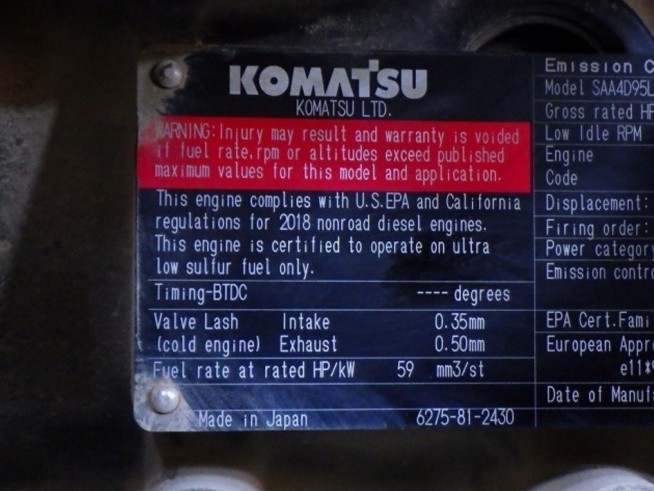 KOMATSU
KOMATSU LTD.
WARNING:Injury may result and warranty is voided
if fuel rate,rpm or altitudes exceed published
maximum values for this model and application.
This engine complies with U.S.EPA and California
regulations for 2018 nonroad diesel engines.
This engine is certified to operate on ultra
low sulfur fuel only.
Timing-BTDC ---- degrees
Valve Lash Intake 0.35mm
(cold engine) Exhaust 0.50mm
Fuel rate at rated HP/kW 59 mm3/st
Made in Japan 6275-81-2430
Emission C
Model SAA4D95L
Gross rated HP
Low Idle RPM
Engine
Code
Displacement:
Firing order:
Power category
Emission contro
EPA Cert.Fami
European Appr
e11*
Date of Manuf